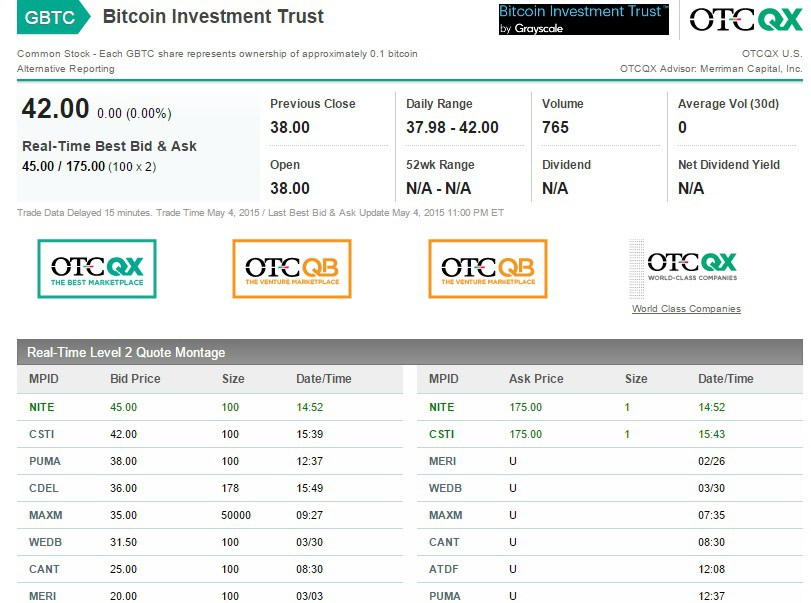 GBTC Bitcoin Investment Trust
Bitcoin Investment Trust™
by Grayscale
OTCQX
Common Stock - Each GBTC share represents ownership of approximately 0.1 bitcoin
Alternative Reporting
OTCQX U.S.
OTCQX Advisor: Merriman Capital, Inc.
42.00 0.00 (0.00%)
Real-Time Best Bid & Ask
45.00 / 175.00 (100 x 2)
Previous Close
38.00
Daily Range
37.98 - 42.00
Volume
765
Average Vol (30d)
0
Open
38.00
52wk Range
N/A - N/A
Dividend
N/A
Net Dividend Yield
N/A
Trade Data Delayed 15 minutes. Trade Time May 4, 2015 / Last Best Bid & Ask Update May 4, 2015 11:00 PM ET
OTCQX
THE BEST MARKETPLACE
OTCQB
THE VENTURE MARKETPLACE
OTCQB
THE VENTURE MARKETPLACE
OTCQX
WORLD-CLASS COMPANIES
World Class Companies
Real-Time Level 2 Quote Montage
MPID Bid Price Size Date/Time MPID Ask Price Size Date/Time
NITE 45.00 100 14:52 NITE 175.00 1 14:52
CSTI 42.00 100 15:39 CSTI 175.00 1 15:43
PUMA 38.00 100 12:37 MERI U 02/26
CDEL 36.00 178 15:49 WEDB U 03/30
MAXM 35.00 50000 09:27 MAXM U 07:35
WEDB 31.50 100 03/30 CANT U 08:30
CANT 25.00 100 08:30 ATDF U 12:08
MERI 20.00 100 03/03 PUMA U 12:37